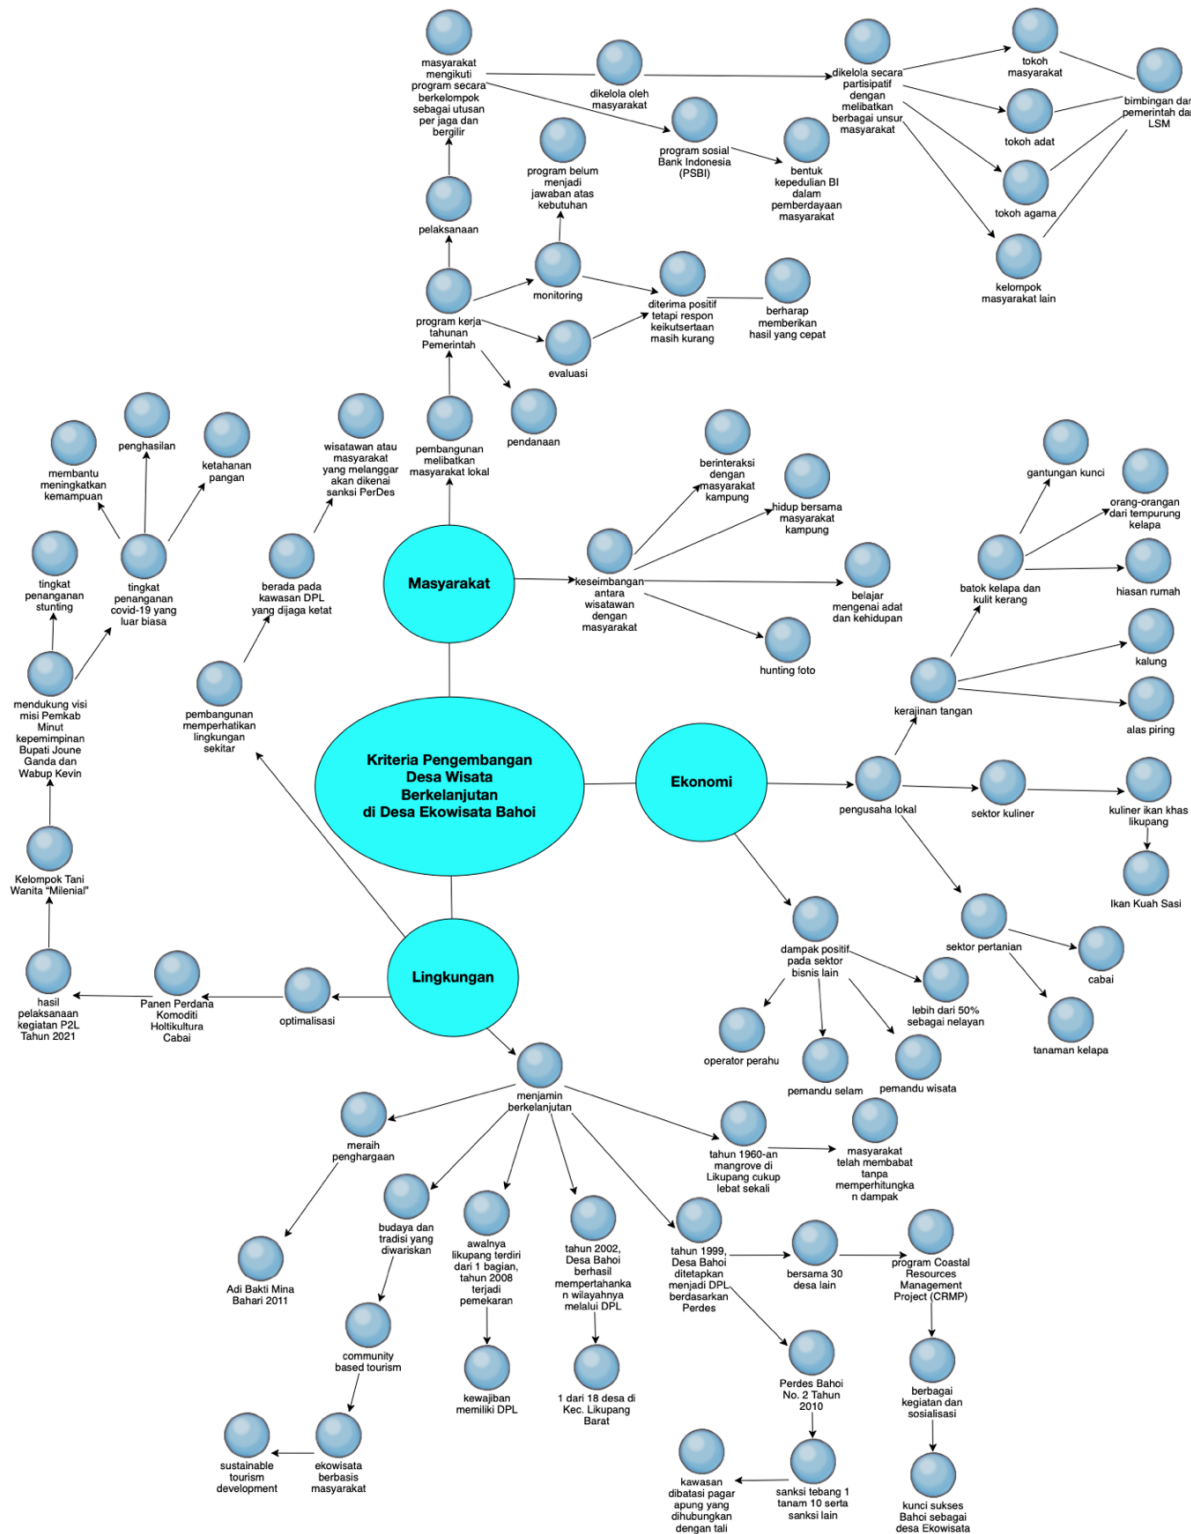 masyarakat
mengikuti
program secara
berkelompok
sebagai utusan
per jaga dan
bergilir
dikelola oleh
masyarakat
dikelola secara
partisipatif
dengan
melibatkan
berbagai unsur
masyarakat
tokoh
masyarakat
tokoh adat
tokoh agama
kelompok
masyarakat lain
bimbingan dar
pemerintah da
LSM
program sosial
Bank Indonesia
(PSBI)
bentuk
kepedulian BI
dalam
pemberdayaan
masyarakat
program belum
menjadi
jawaban atas
kebutuhan
pelaksanaan
monitoring
program kerja
tahunan
Pemerintah
diterima positif
tetapi respon
keikutsertaan
masih kurang
berharap
memberikan
hasil yang cepat
evaluasi
pendanaan
pembangunan
melibatkan
masyarakat lokal
Masyarakat
keseimbangan
antara
wisatawan
dengan
masyarakat
berinteraksi
dengan
masyarakat
kampung
hidup bersama
masyarakat
kampung
belajar
mengenai adat
dan kehidupan
hunting foto
membantu
meningkatkan
kemampuan
penghasilan
ketahanan
pangan
wisatawan atau
masyarakat
yang melanggar
akan dikenai
sanksi PerDes
tingkat
penanganan
stunting
tingkat
penanganan
covid-19 yang
luar biasa
berada pada
kawasan DPL
yang dijaga ketat
mendukung visi
misi Pemkab
Minut
kepemimpinan
Bupati Joune
Ganda dan
Wabup Kevin
pembangunan
memperhatikan
lingkungan
sekitar
Kelompok Tani
Wanita “Milenial”
hasil
pelaksanaan
kegiatan P2L
Tahun 2021
Panen Perdana
Komoditi
Holtikultura
Cabai
optimalisasi
Kriteria Pengembangan
Desa Wisata
Berkelanjutan
di Desa Ekowisata Bahoi
Ekonomi
Lingkungan
gantungan kunci
orang-orangan
dari tempurung
kelapa
batok kelapa dan
kulit kerang
hiasan rumah
kalung
kerajinan tangan
alas piring
pengusaha lokal
sektor kuliner
kuliner ikan khas
likupang
Ikan Kuah Sasi
sektor pertanian
cabai
tanaman kelapa
dampak positif
pada sektor
bisnis lain
lebih dari 50%
sebagai nelayan
operator perahu
pemandu selam
pemandu wisata
menjamin
berkelanjutan
meraih
penghargaan
Adi Bakti Mina
Bahari 2011
budaya dan
tradisi yang
diwariskan
community
based tourism
ekowisata
berbasis
masyarakat
sustainable
tourism
development
awalnya
likupang terdiri
dari 1 bagian,
tahun 2008
terjadi
pemekaran
kewajiban
memiliki DPL
tahun 2002,
Desa Bahoi
berhasil
mempertahanka
n wilayahnya
melalui DPL
1 dari 18 desa di
Kec. Likupang
Barat
tahun 1960-an
mangrove di
Likupang cukup
lebat sekali
masyarakat
telah membabat
tanpa
memperhitungka
n dampak
tahun 1999,
Desa Bahoi
ditetapkan
menjadi DPL
berdasarkan
Perdes
bersama 30
desa lain
program Coastal
Resources
Management
Project (CRMP)
berbagai
kegiatan dan
sosialisasi
kunci sukses
Bahoi sebagai
desa Ekowisata
Perdes Bahoi
No. 2 Tahun
2010
sanksi tebang 1
tanam 10 serta
sanksi lain
kawasan
dibatasi pagar
apung yang
dihubungkan
dengan tali